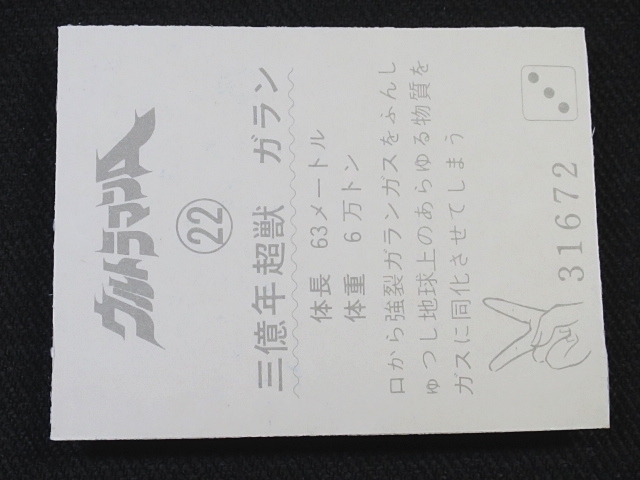 ウルトラマンA
22
三億年超獣 ガラン
体長 63メートル
体重 6万トン
口から強裂ガランガスをふんし
ゅつし地球上のあらゆる物質を
ガスに同化させてしまう
31672